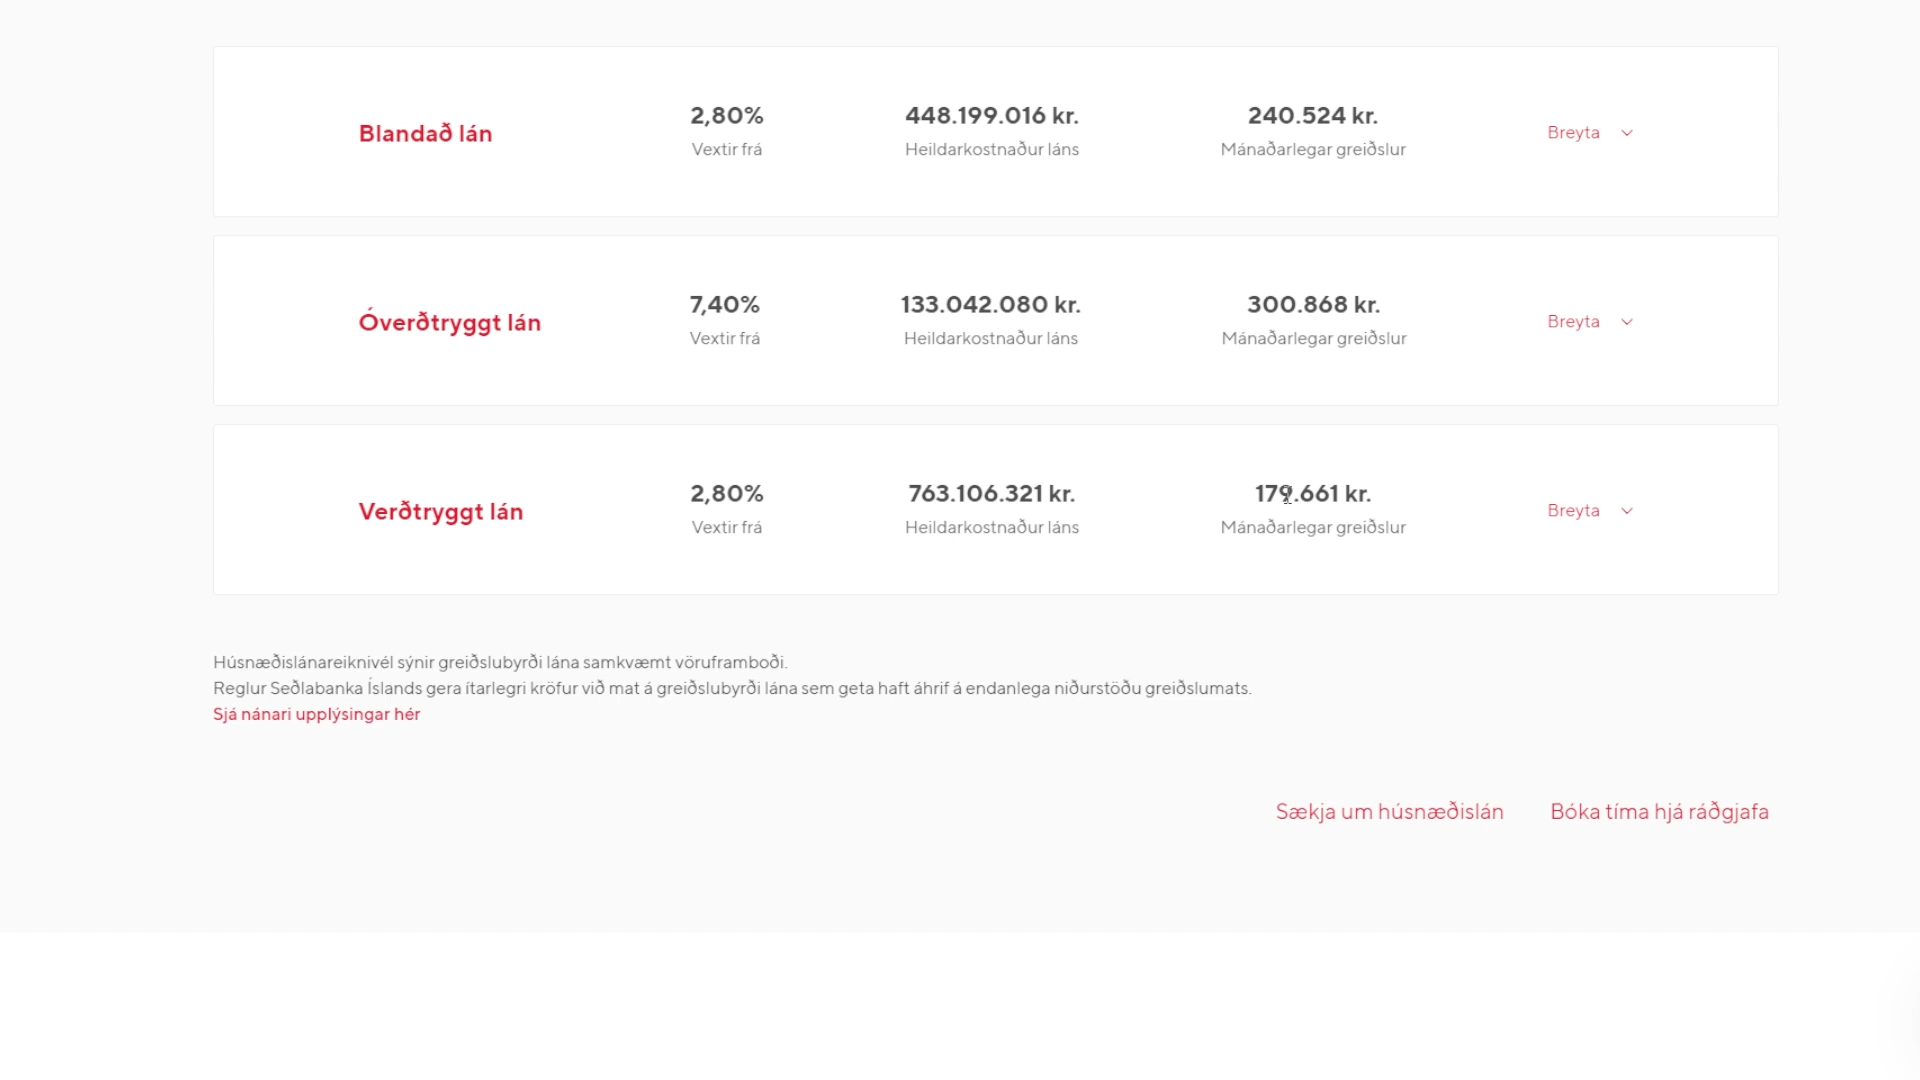 Blandað lán
2,80%
Vextir frá
448.199.016 kr.
Heildarkostnaður láns
240.524 kr.
Mánaðarlegar greiðslur
Breyta
Óverðtryggt lán
7,40%
Vextir frá
133.042.080 kr.
Heildarkostnaður láns
300.868 kr.
Mánaðarlegar greiðslur
Breyta
Verðtryggt lán
2,80%
Vextir frá
763.106.321 kr.
Heildarkostnaður láns
179.661 kr.
Mánaðarlegar greiðslur
Breyta
Húsnæðislánareiknivél sýnir greiðslubyrði lána samkvæmt vöruframboði.
Reglur Seðlabanka Íslands gera ítarlegri kröfur við mat á greiðslubyrði lána sem geta haft áhrif á endanlega niðurstöðu greiðslumats.
Sjá nánari upplýsingar hér
Sækja um húsnæðislán
Bóka tíma hjá ráðgjafa